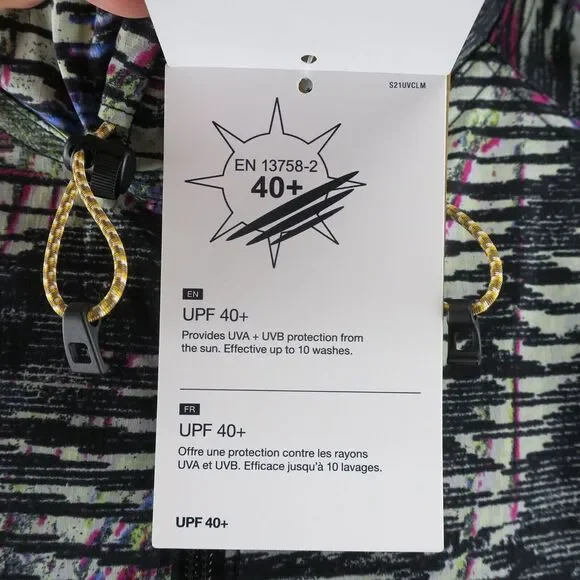 S21UVCLM
EN 13758-2
40+
EN
UPF 40+
Provides UVA + UVB protection from
the sun. Effective up to 10 washes.
FR
UPF 40+
Offre une protection contre les rayons
UVA et UVB. Efficace jusqu'à 10 lavages.
UPF 40+